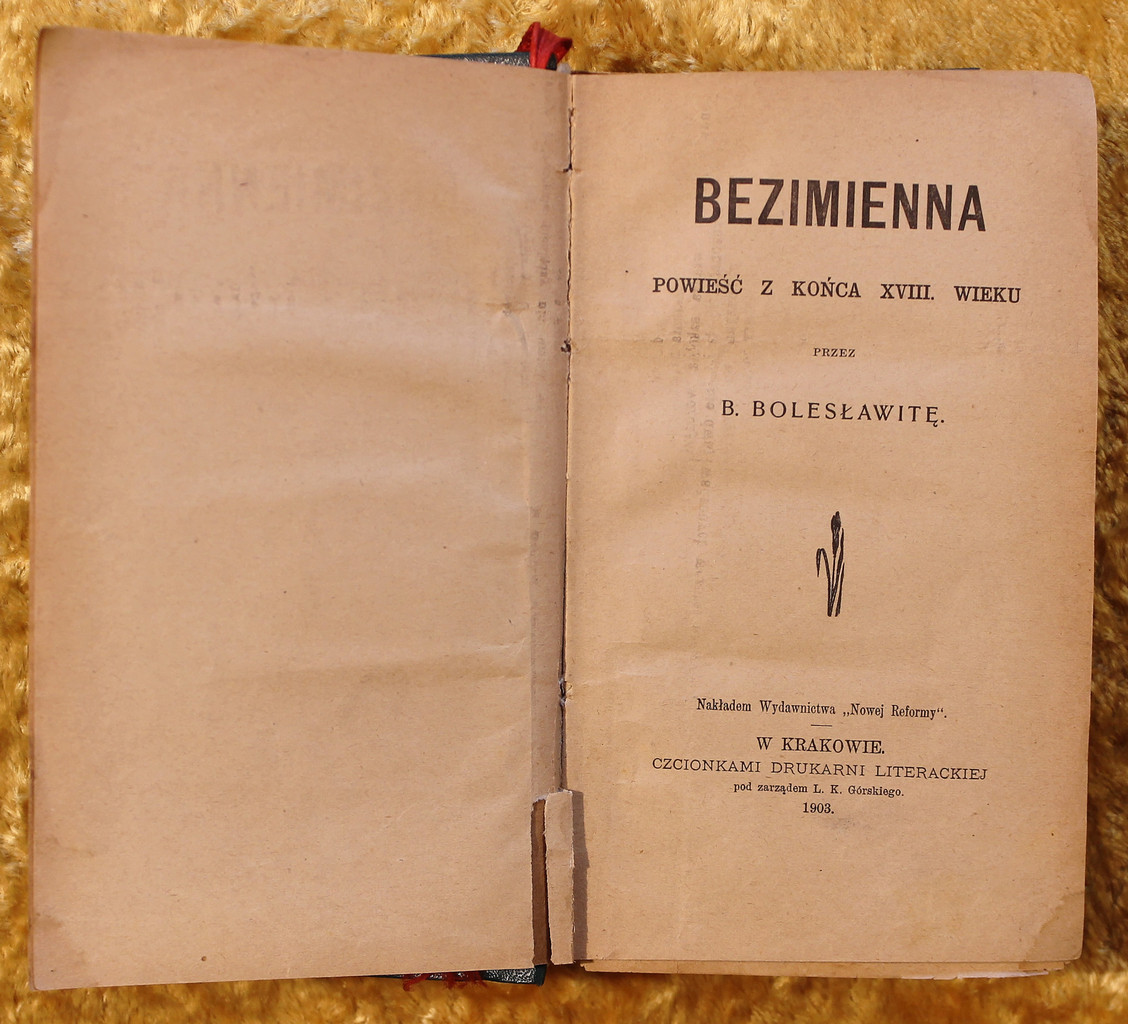 BEZIMIENNA
POWIEŚĆ Z KOŃCA XVIII. WIEKU
PRZEZ
B. BOLESŁAWITĘ.
Nakładem Wydawnictwa „Nowej Reformy“.
W KRAKOWIE.
CZCIONKAMI DRUKARNI LITERACKIEJ
pod zarządem L. K. Górskiego.
1903.